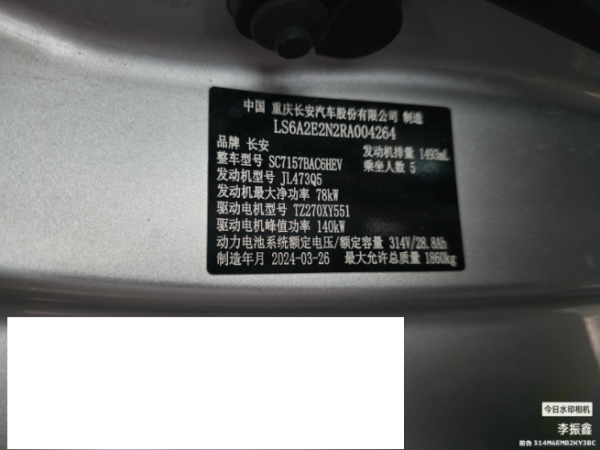 中国 重庆长安汽车股份有限公司 制造
LS6A2E2N2RA004264
品牌 长安
发动机排量 1493mL
整车型号 SC7157BAC6HEV
乘坐人数 5
发动机型号 JL473Q5
发动机最大净功率 78kW
驱动电机型号 TZ270XY551
驱动电机峰值功率 140kW
动力电池系统额定电压/额定容量 314V/28.8Ah
制造年月 2024-03-26 最大允许总质量 1860kg
今日水印相机
李振鑫
防伪 314M6EMB2KY3BC